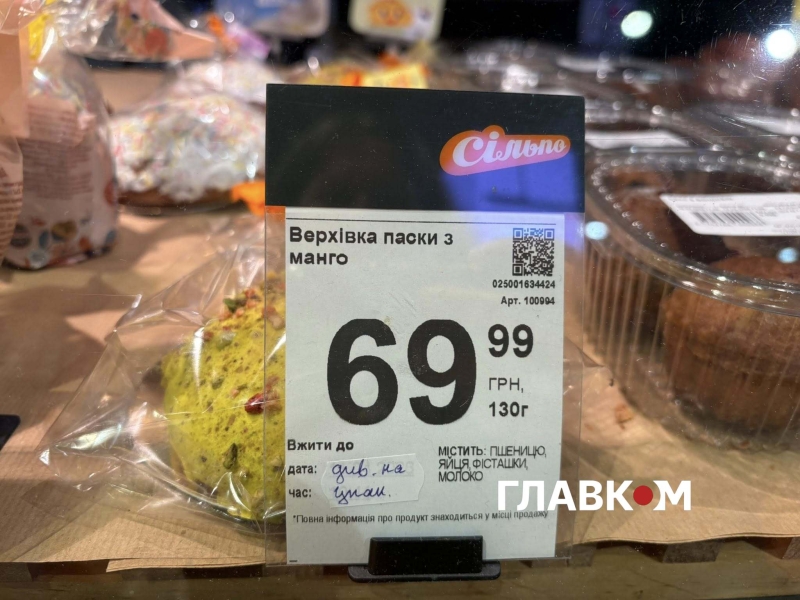 Сільпо
Верхівка паски з
манго
025001634424
Арт. 100994
69 99
ГРН,
130г
Вжити до
дата: див. на
час: упак.
МІСТИТЬ: ПШЕНИЦЮ,
ЯЙЦЯ,ФІСТАШКИ,
МОЛОКО
*Повна інформація про продукт знаходиться у місці продажу
ГЛАВКОМ